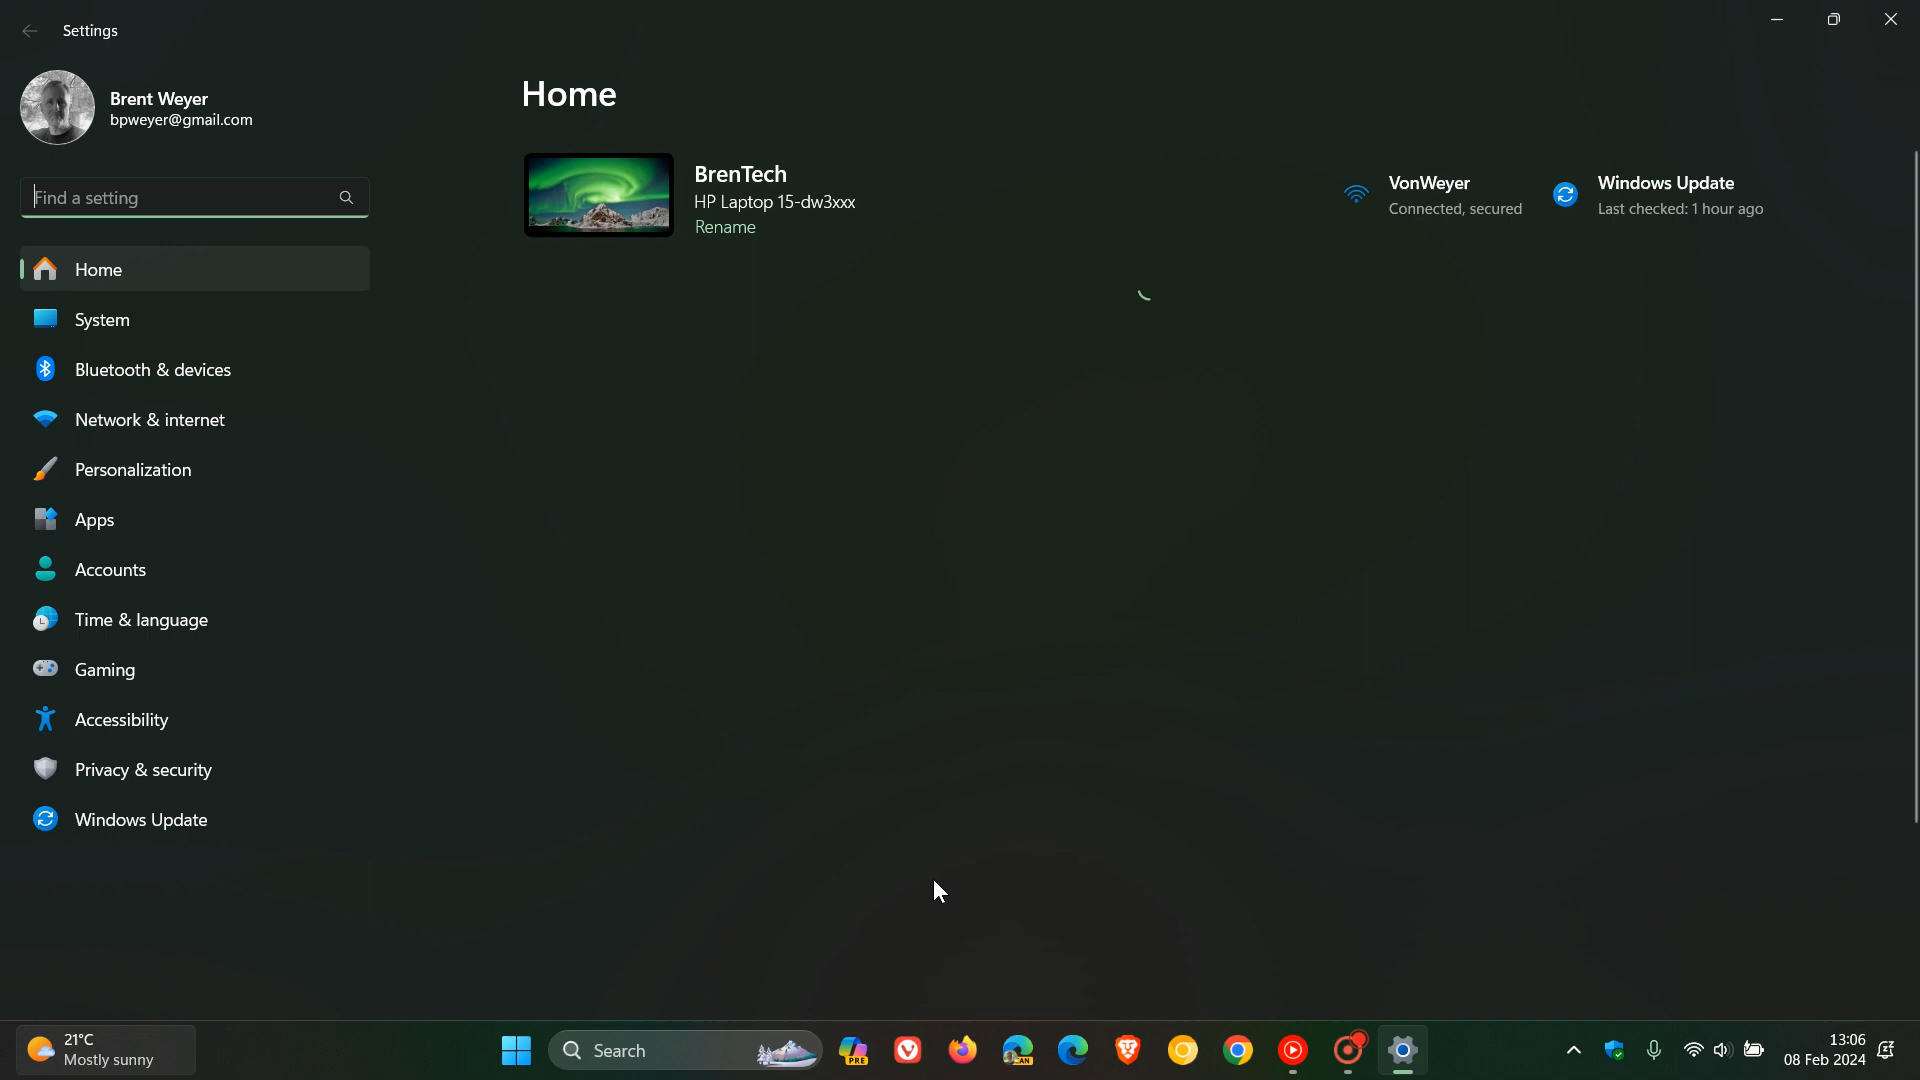 Settings
Brent Weyer
bpweyer@gmail.com
Find a setting
Home
System
Bluetooth & devices
Network & internet
Personalization
Apps
Accounts
Time & language
Gaming
Accessibility
Privacy & security
Windows Update
Home
BrenTech
HP Laptop 15-dw3xxx
Rename
VonWeyer
Connected, secured
Windows Update
Last checked: 1 hour ago
21°C
Mostly sunny
Search
PRE
CAN
13:06
08 Feb 2024